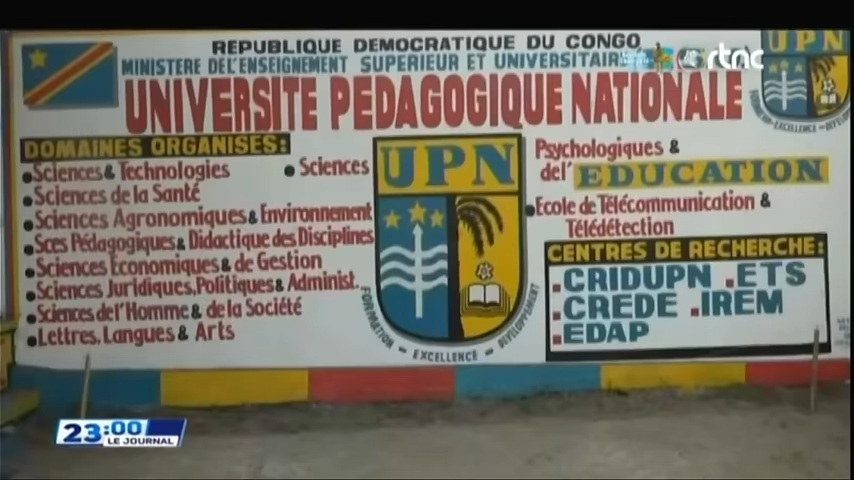 REPUBLIQUE DEMOCRATIQUE DU CONGO
MINISTERE DE L'ENSEIGNEMENT SUPERIEUR ET UNIVERSITAIRE
rtnc
UNIVERSITE PEDAGOGIQUE NATIONALE
UPN
EXCELLENCE
DOMAINES ORGANISES:
•Sciences & Technologies
•Sciences de la Santé
•Sciences Agronomiques & Environnement
•Sces Pédagogiques & Didactique des Disciplines
•Sciences Economiques & de Gestion
•Sciences Juridiques, Politiques & Administ.
•Sciences de l'Homme & de la Société
•Lettres, Langues & Arts
•Sciences
Psychologiques &
de l'EDUCATION
•Ecole de Télécommunication &
Télédétection
UPN
FORMATION - EXCELLENCE - DEVELOPPEMENT
CENTRES DE RECHERCHE:
.CRIDUPN .ETS
.CREDE .IREM
.EDAP
23:00
LE JOURNAL